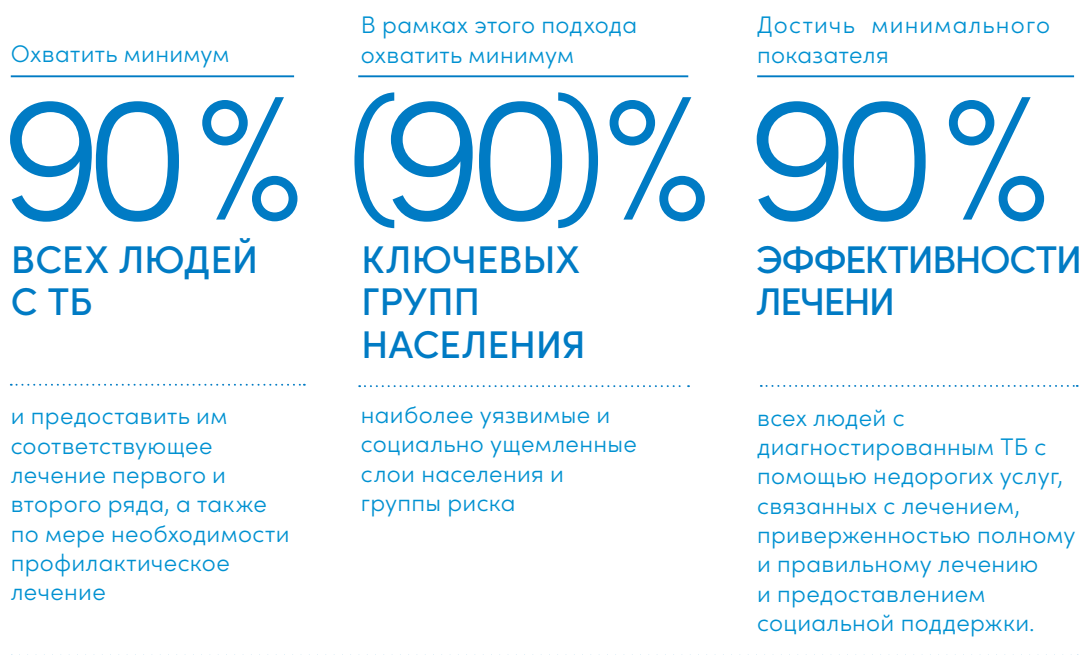 Охватить минимум
90%
ВСЕХ ЛЮДЕЙ
С ТБ
и предоставить им
соответствующее
лечение первого и
второго ряда, а также
по мере необходимости
профилактическое
лечение
В рамках этого подхода
охватить минимум
(90)%
КЛЮЧЕВЫХ
ГРУПП
НАСЕЛЕНИЯ
наиболее уязвимые и
социально ущемленные
слои населения и
группы риска
Достичь минимального
показателя
90%
ЭФФЕКТИВНОСТИ
ЛЕЧЕНИ
всех людей с
диагностированным ТБ с
помощью недорогих услуг,
связанных с лечением,
приверженностью полному
и правильному лечению
и предоставлением
социальной поддержки.